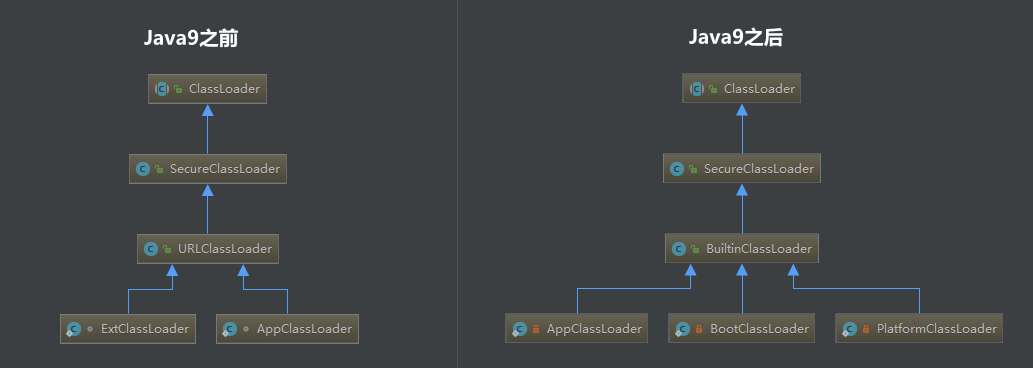 Java9之前
ClassLoader
SecureClassLoader
URLClassLoader
ExtClassLoader
AppClassLoader
Java9之后
ClassLoader
SecureClassLoader
BuiltinClassLoader
AppClassLoader
BootClassLoader
PlatformClassLoader